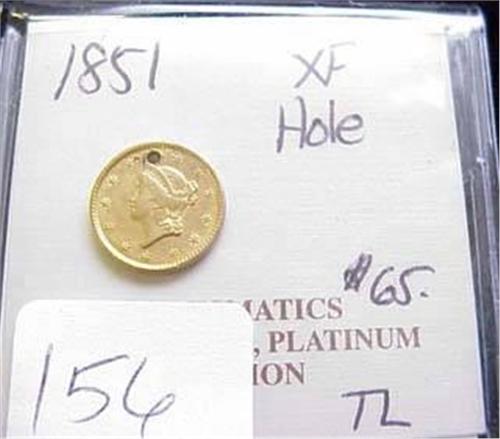 1851
XF
Hole
$65.
MATICS
, PLATINUM
ION
TL
156